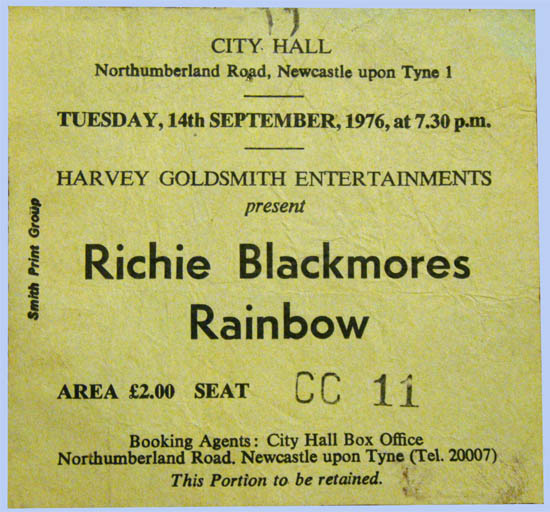 CITY HALL
Northumberland Road, Newcastle upon Tyne 1
TUESDAY, 14th SEPTEMBER, 1976, at 7.30 p.m.
HARVEY GOLDSMITH ENTERTAINMENTS
present
Richie Blackmores
Rainbow
Smith Print Group
AREA £2.00 SEAT CC 11
Booking Agents: City Hall Box Office
Northumberland Road. Newcastle upon Tyne (Tel. 20007)
This Portion to be retained.